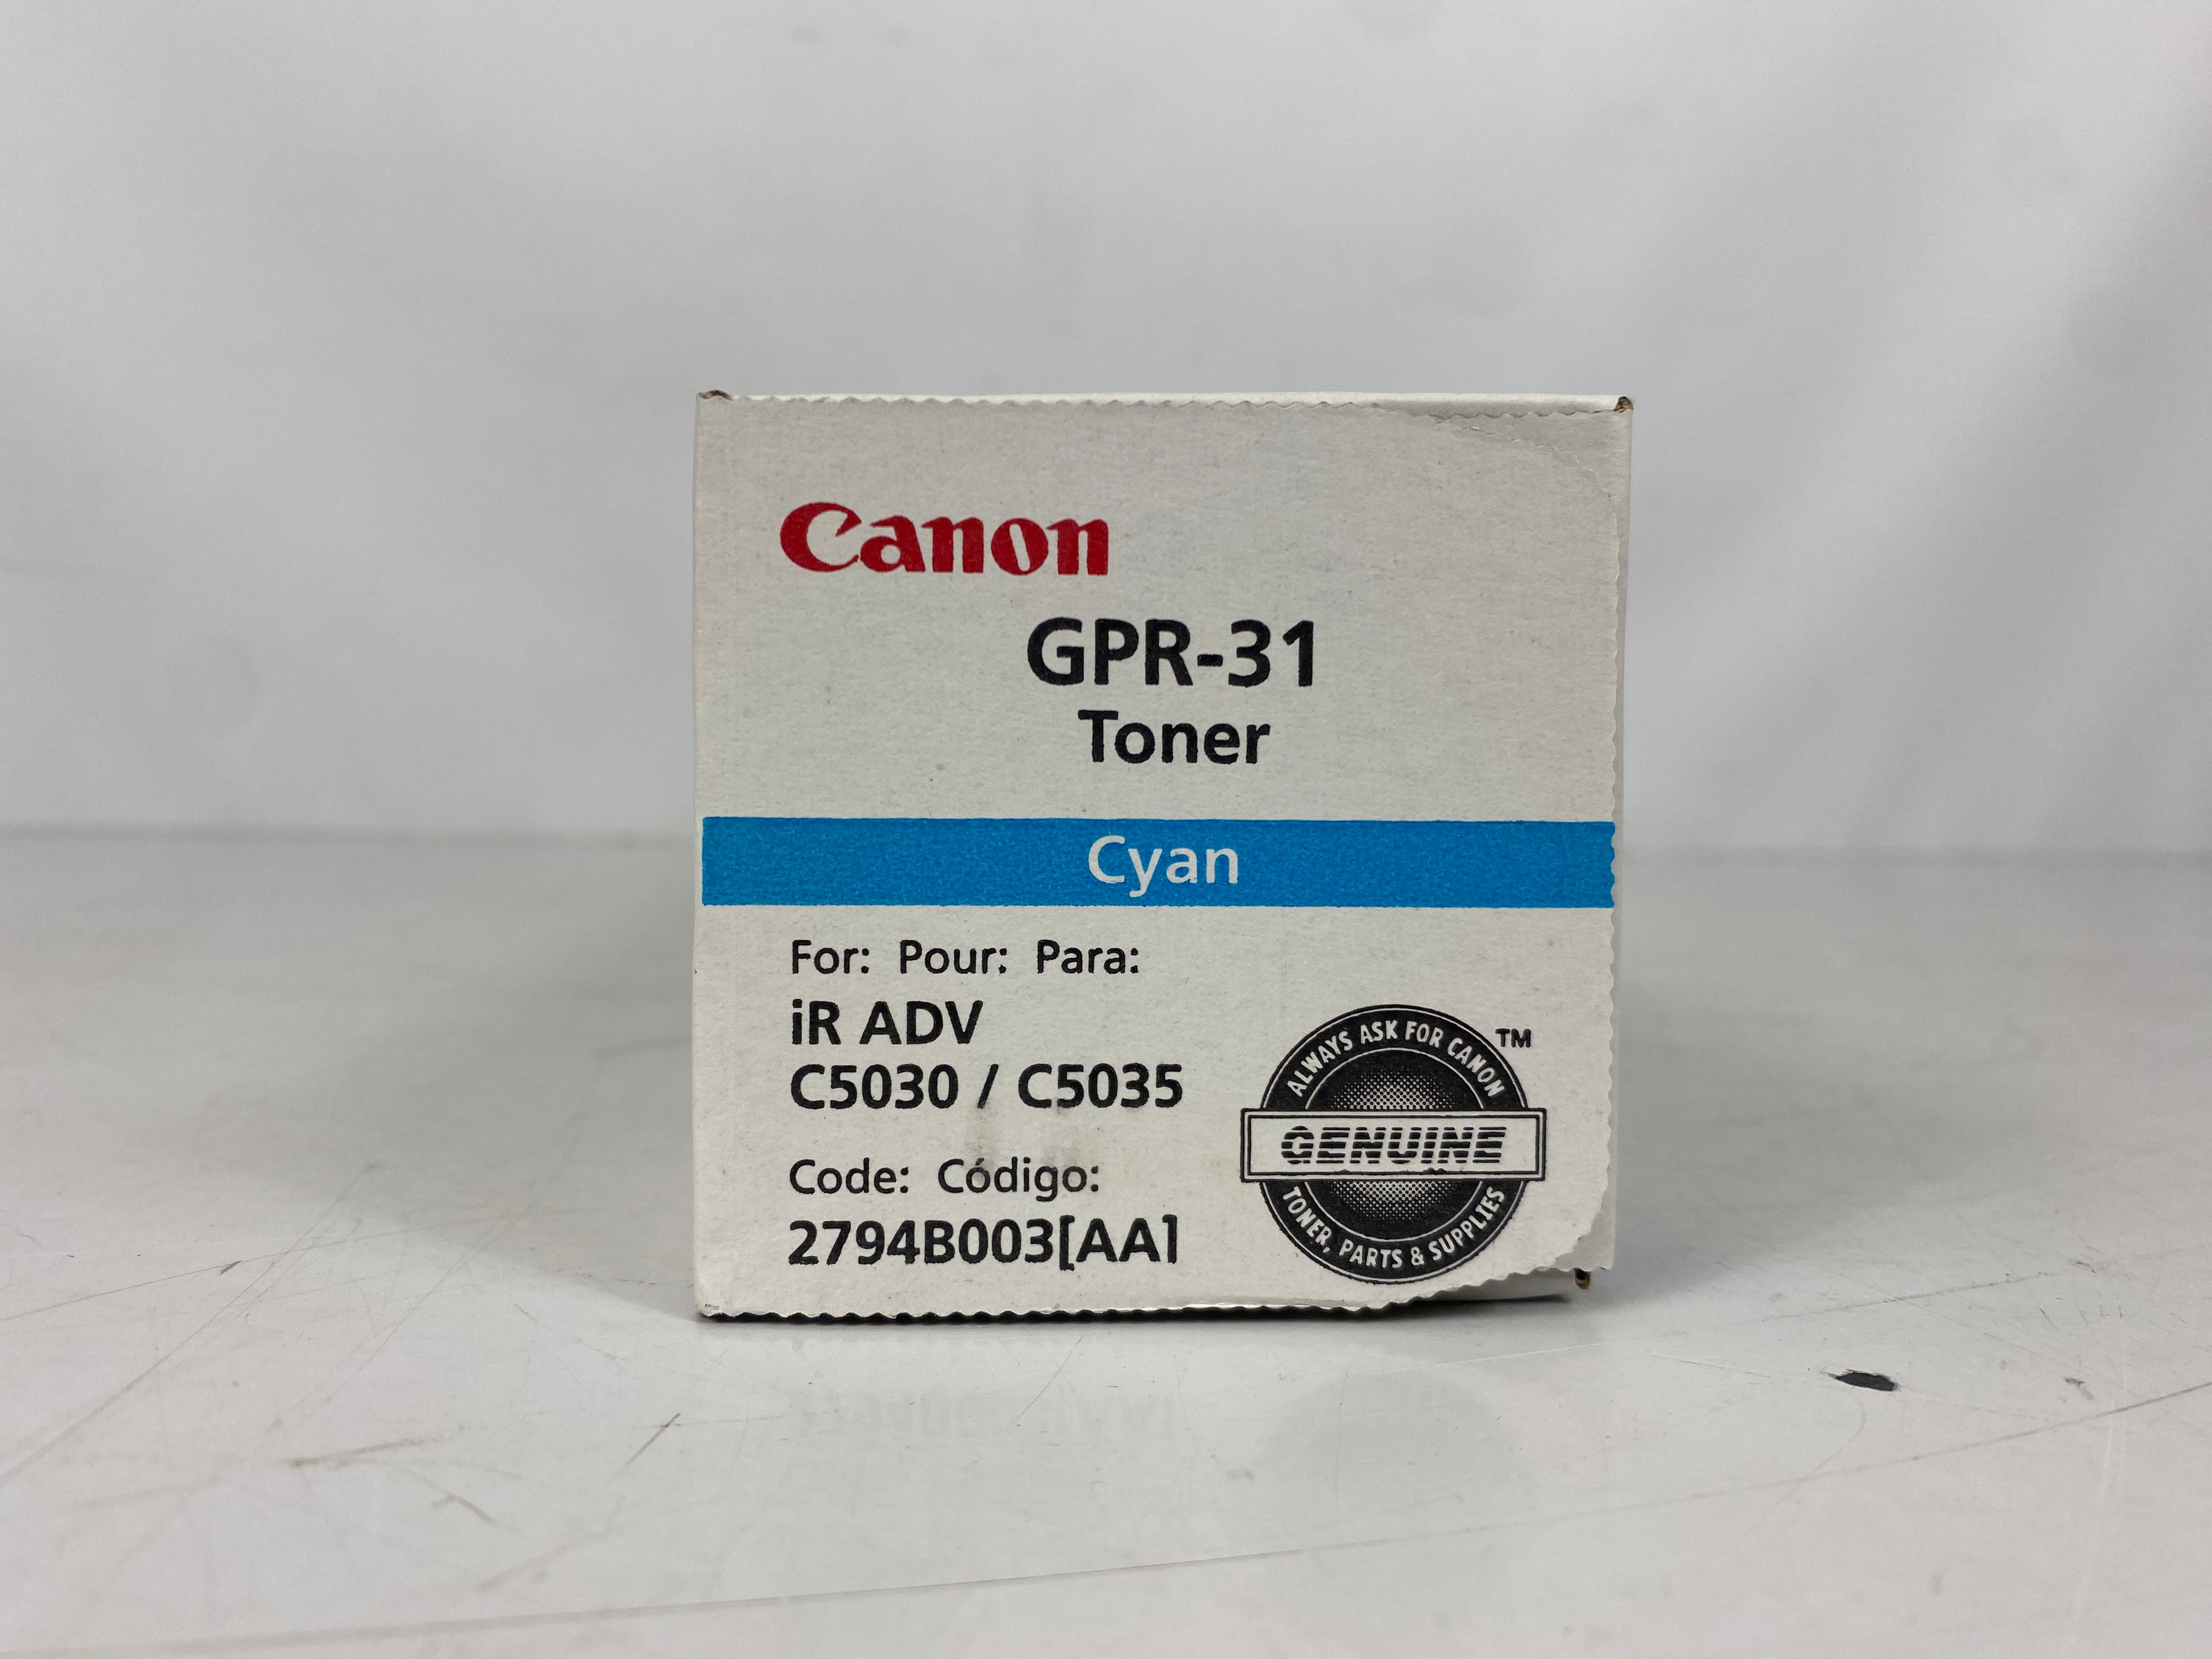 Canon
GPR-31
Toner
Cyan
For: Pour: Para:
iR ADV
C5030 / C5035
Code: Código:
2794B003[AA]
ALWAYS ASK FOR CANON
TM
GENUINE
TONER, PARTS & SUPPLIES